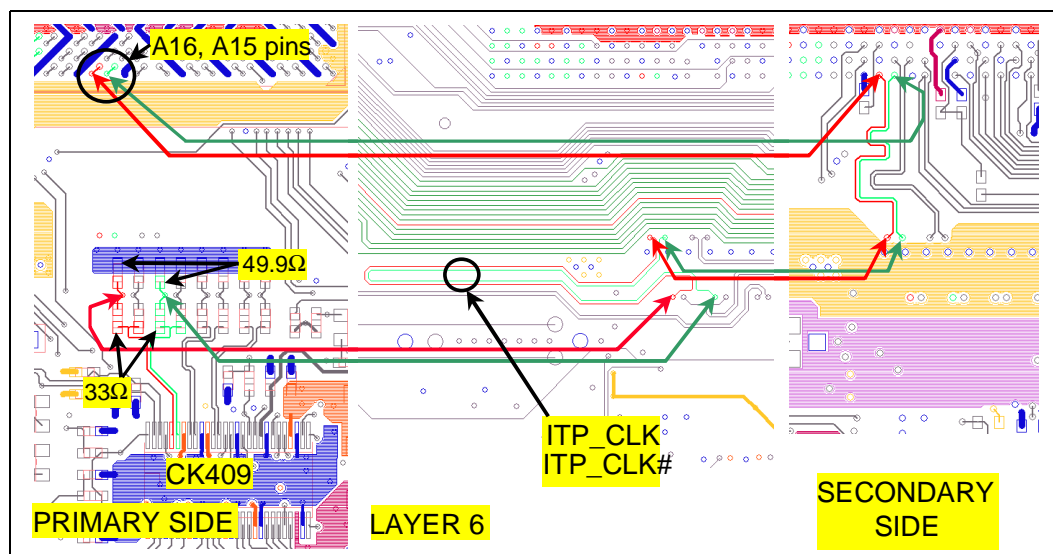 A16, A15 pins
49.9Ω
33Ω
CK409
PRIMARY SIDE
LAYER 6
ITP_CLK
ITP_CLK#
SECONDARY
SIDE